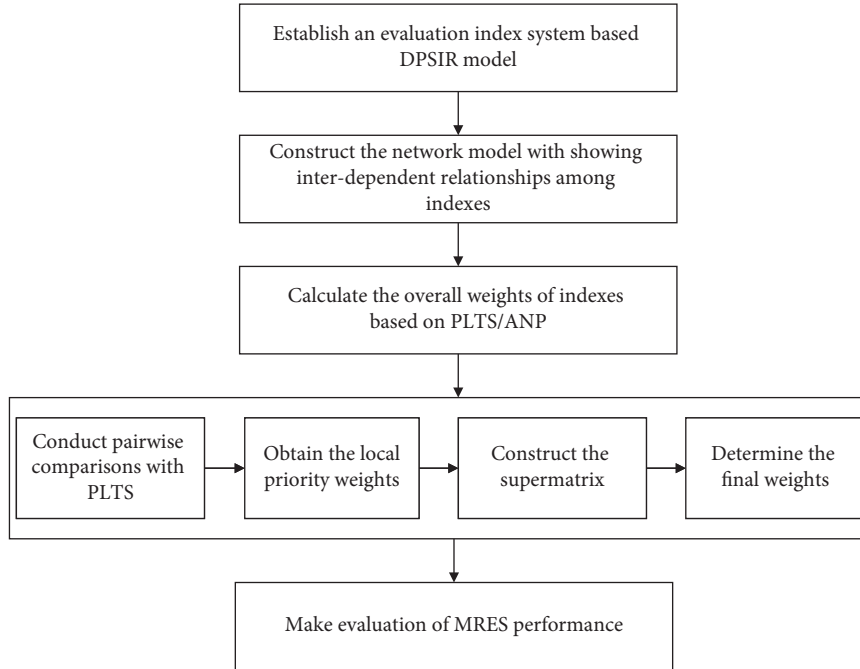 Establish an evaluation index system based
DPSIR model
Construct the network model with showing
inter-dependent relationships among
indexes
Calculate the overall weights of indexes
based on PLTS/ANP
Conduct pairwise
comparisons with
PLTS
Obtain the local
priority weights
Construct the
supermatrix
Determine the
final weights
Make evaluation of MRES performance